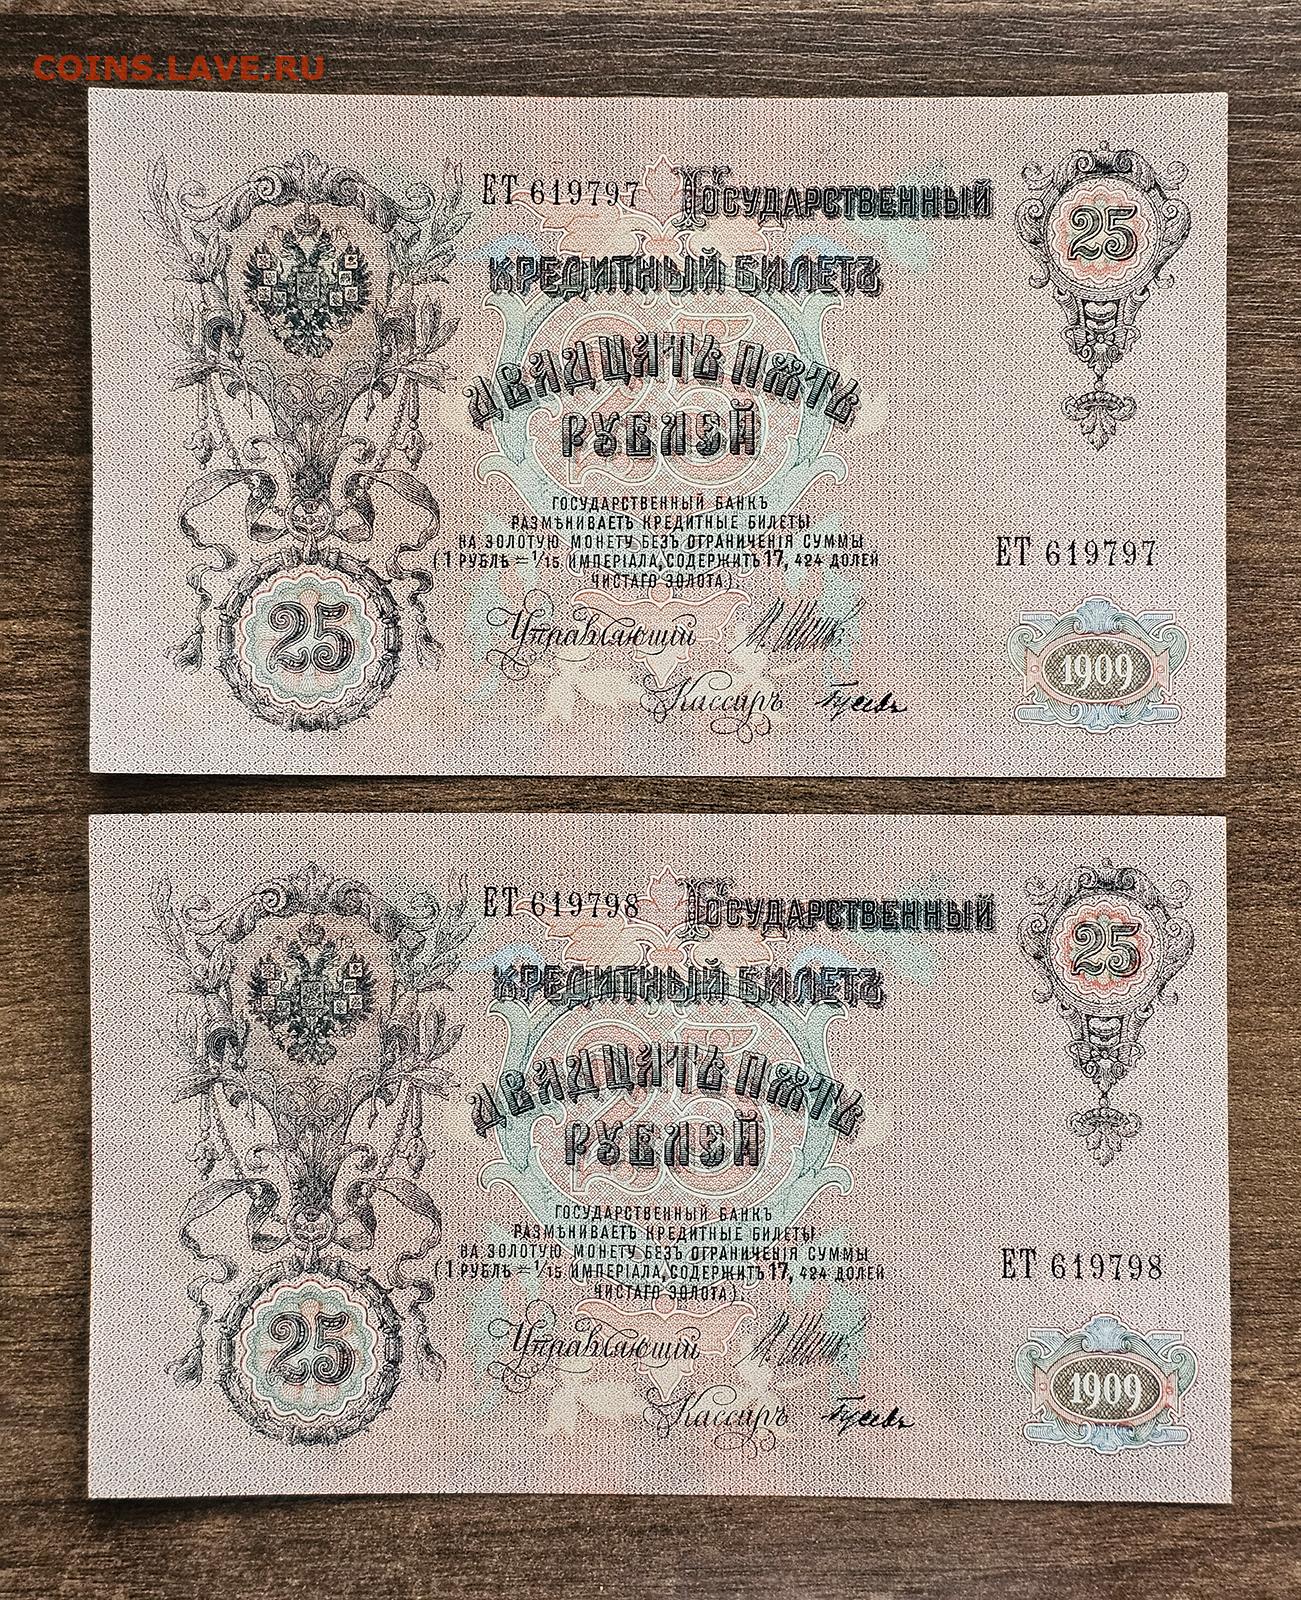 COINS.LAVE.RU
ЕТ 619797 Государственный
25
кредитный билетъ
25
двадцать пять
рублей
ГОСУДАРСТВЕННЫЙ БАНКЪ
РАЗМѢНИВАЕТЪ КРЕДИТНЫЕ БИЛЕТЫ
НА ЗОЛОТУЮ МОНЕТУ БЕЗЪ ОГРАНИЧЕНІЯ СУММЫ
(1 РУБЛЬ = 1/15 ИМПЕРІАЛА, СОДЕРЖИТЪ 17, 424 ДОЛЕЙ
ЧИСТАГО ЗОЛОТА).
ЕТ 619797
25
Управляющій
1909
Кассиръ Гусевъ
ЕТ 619798 Государственный
25
кредитный билетъ
25
двадцать пять
рублей
ГОСУДАРСТВЕННЫЙ БАНКЪ
РАЗМѢНИВАЕТЪ КРЕДИТНЫЕ БИЛЕТЫ
НА ЗОЛОТУЮ МОНЕТУ БЕЗЪ ОГРАНИЧЕНІЯ СУММЫ
(1 РУБЛЬ = 1/15 ИМПЕРІАЛА, СОДЕРЖИТЪ 17, 424 ДОЛЕЙ
ЧИСТАГО ЗОЛОТА).
ЕТ 619798
25
Управляющій
1909
Кассиръ Гусевъ